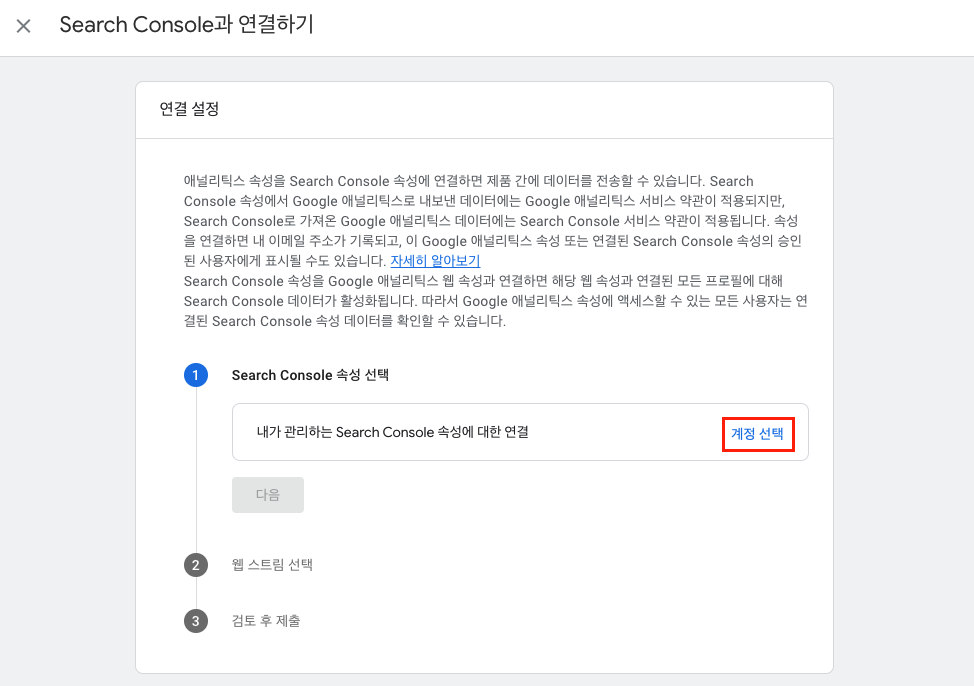 Search Console과 연결하기
연결 설정
애널리틱스 속성을 Search Console 속성에 연결하면 제품 간에 데이터를 전송할 수 있습니다. Search
Console 속성에서 Google 애널리틱스로 내보낸 데이터에는 Google 애널리틱스 서비스 약관이 적용되지만,
Search Console로 가져온 Google 애널리틱스 데이터에는 Search Console 서비스 약관이 적용됩니다. 속성
을 연결하면 내 이메일 주소가 기록되고, 이 Google 애널리틱스 속성 또는 연결된 Search Console 속성의 승인
된 사용자에게 표시될 수도 있습니다. 자세히 알아보기
Search Console 속성을 Google 애널리틱스 웹 속성과 연결하면 해당 웹 속성과 연결된 모든 프로필에 대해
Search Console 데이터가 활성화됩니다. 따라서 Google 애널리틱스 속성에 액세스할 수 있는 모든 사용자는 연
결된 Search Console 속성 데이터를 확인할 수 있습니다.
1 Search Console 속성 선택
내가 관리하는 Search Console 속성에 대한 연결 계정 선택
다음
2 웹 스트림 선택
3 검토 후 제출